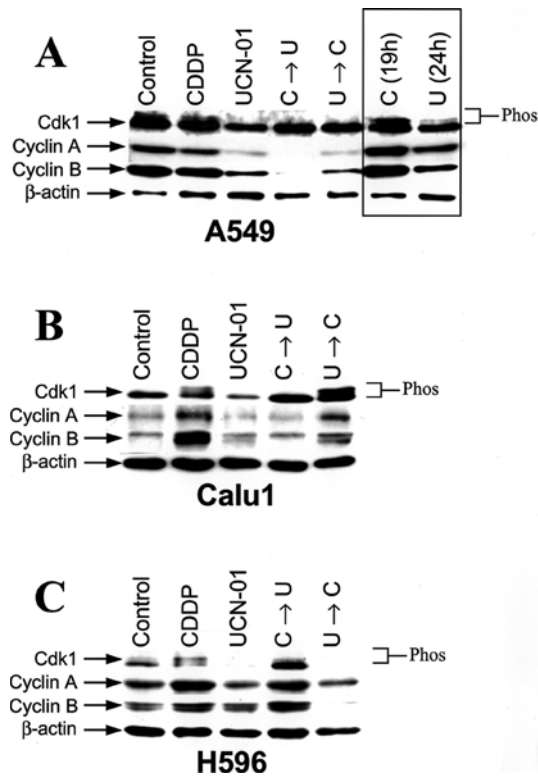 A
Control
CDDP
UCN-01
C → U
U → C
C (19h)
U (24h)
Cdk1
Phos
Cyclin A
Cyclin B
β-actin
A549
B
Control
CDDP
UCN-01
C → U
U → C
Cdk1
Phos
Cyclin A
Cyclin B
β-actin
Calu1
C
Control
CDDP
UCN-01
C → U
U → C
Cdk1
Phos
Cyclin A
Cyclin B
β-actin
H596